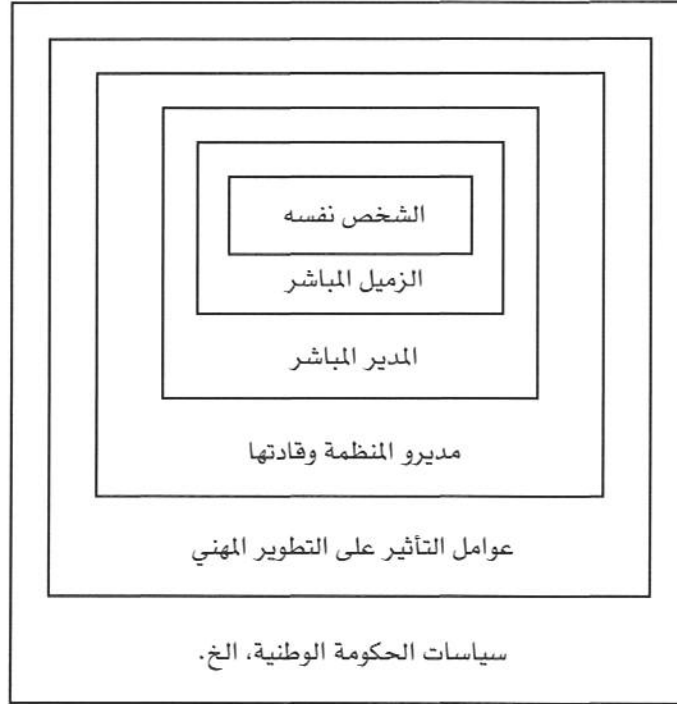 الشخص نفسه
الزميل المباشر
المدير المباشر
مديرو المنظمة وقادتها
عوامل التأثير على التطوير المهني
سياسات الحكومة الوطنية، الخ.